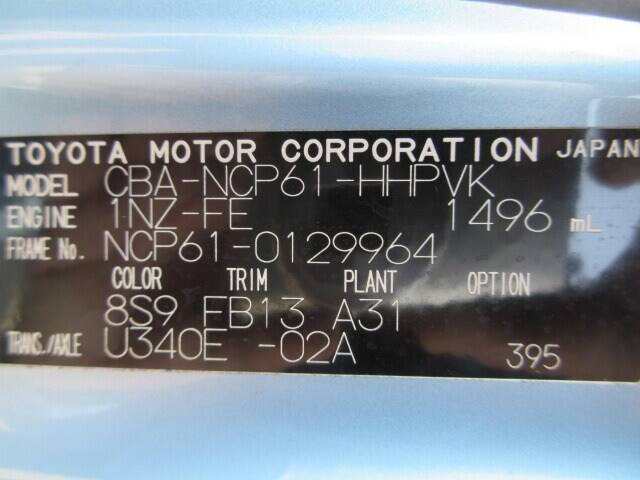 TOYOTA MOTOR CORPORATION JAPAN
MODEL CBA-NCP61-HHPVK
ENGINE 1NZ-FE 1496 mL
FRAME No. NCP61-0129964
COLOR TRIM PLANT OPTION
8S9 FB13 A31
TRANS./AXLE U340E -02A 395